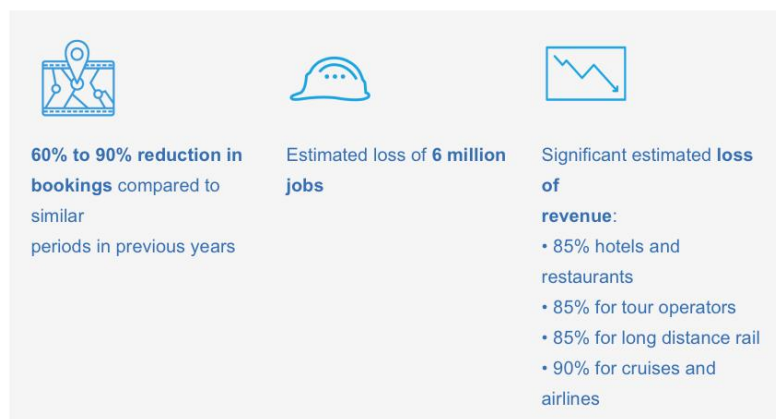 60% to 90% reduction in
bookings compared to
similar
periods in previous years
Estimated loss of 6 million
jobs
Significant estimated loss
of
revenue:
• 85% hotels and
restaurants
• 85% for tour operators
• 85% for long distance rail
• 90% for cruises and
airlines